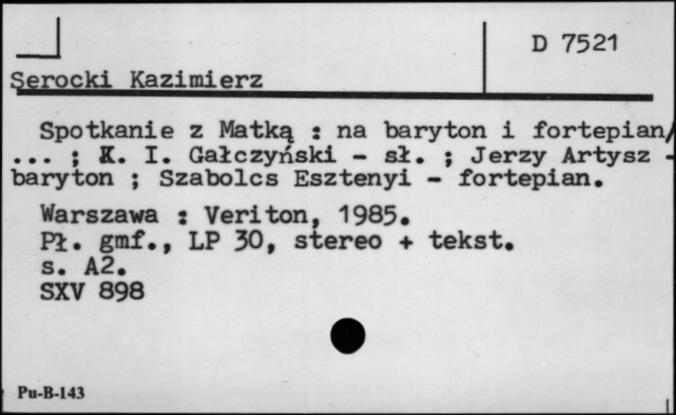 D 7521
Serocki Kazimierz
Spotkanie z Matką : na baryton i fortepian/
... ; K. I. Gałczyński - sł. ; Jerzy Artysz -
baryton ; Szabolcs Esztenyi - fortepian.
Warszawa : Veriton, 1985.
Pł. gmf., LP 30, stereo + tekst.
s. A2.
SXV 898
Pu-B-143